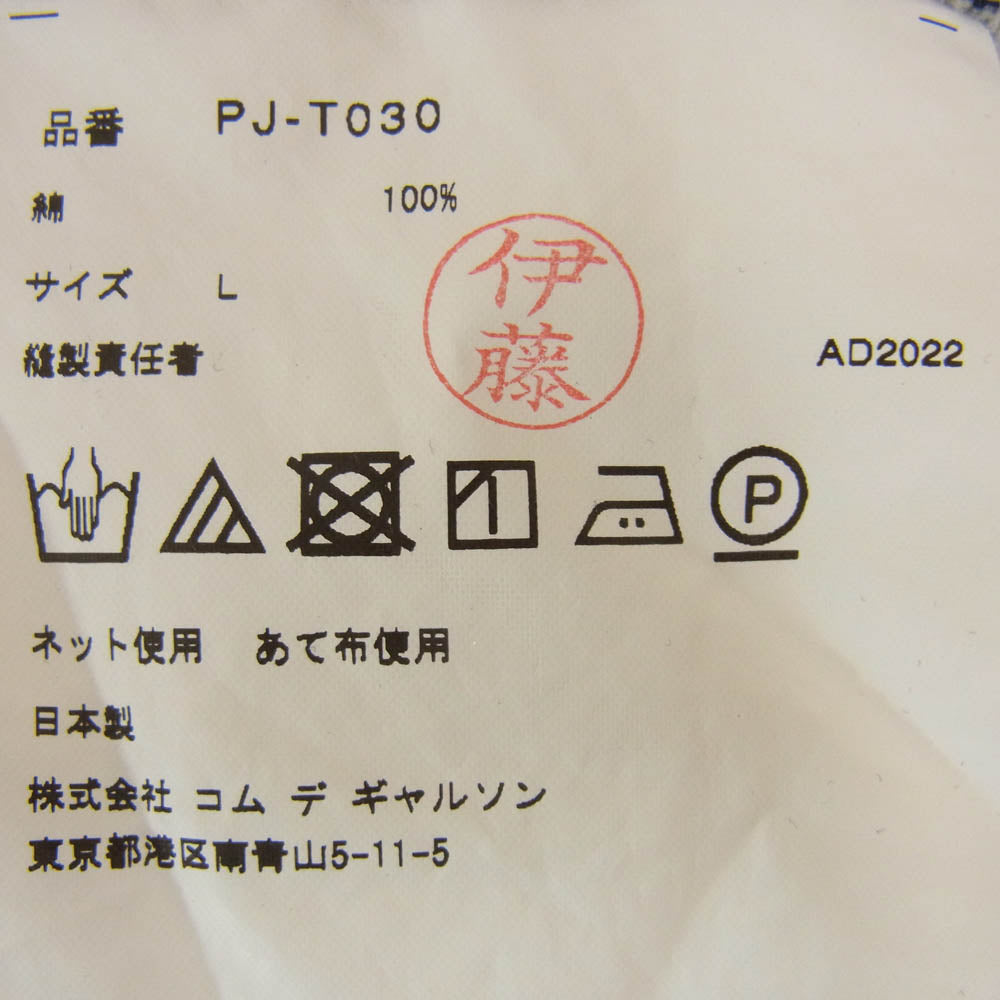 品番 PJ-T030
綿 100%
サイズ L
縫製責任者 伊藤 AD2022
P
ネット使用 あて布使用
日本製
株式会社 コム デ ギャルソン
東京都港区南青山5-11-5